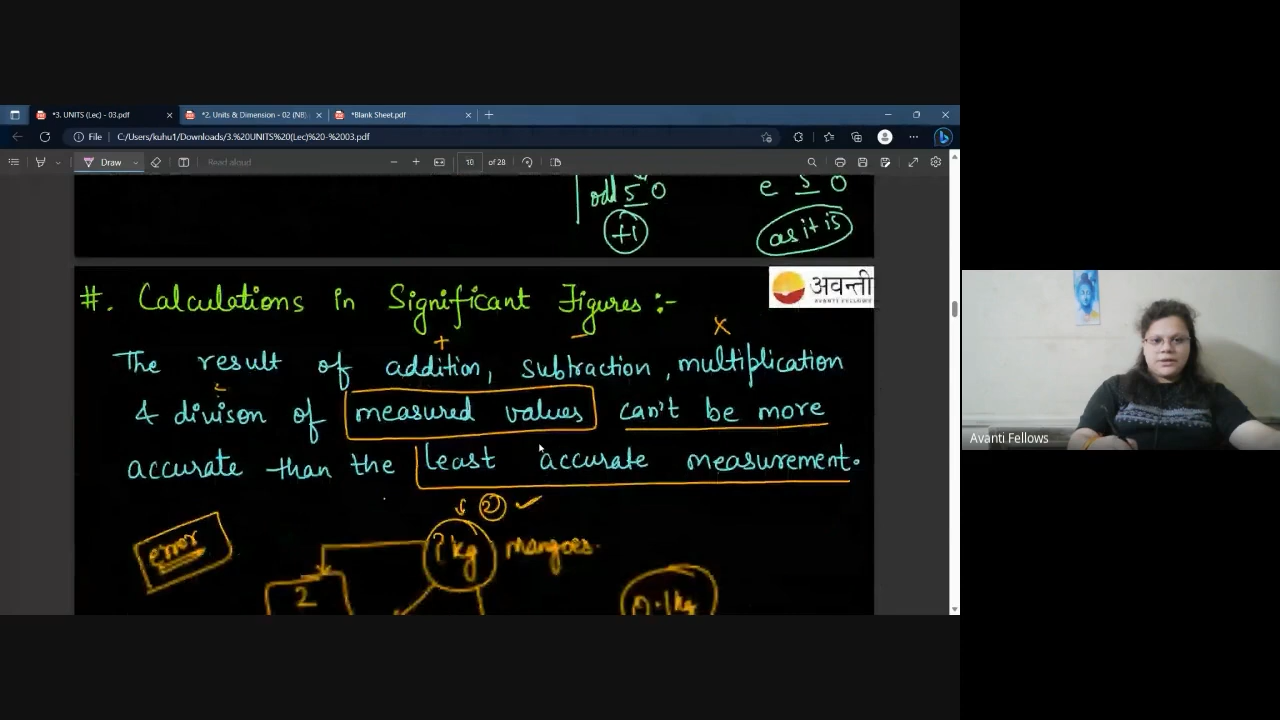 *3. UNITS (Lec) - 03.pdf
*2. Units & Dimension - 02 (NB).
*Blank Sheet.pdf
File
C:/Users/kuhu1/Downloads/3.%20UNITS%20(Lec)%20-%2003.pdf
Draw
Read aloud
10 of 28
odd 5 0
e 5 0
+1
as it is
#. Calculations in Significant Figures :-
अवन्ती
AVANTI FELLOWS
+ - X
The result of addition, subtraction, multiplication
& divison of measured values can't be more
accurate than the least accurate measurement.
2 ✓
error
kg mangoes.
2
Avanti Fellows